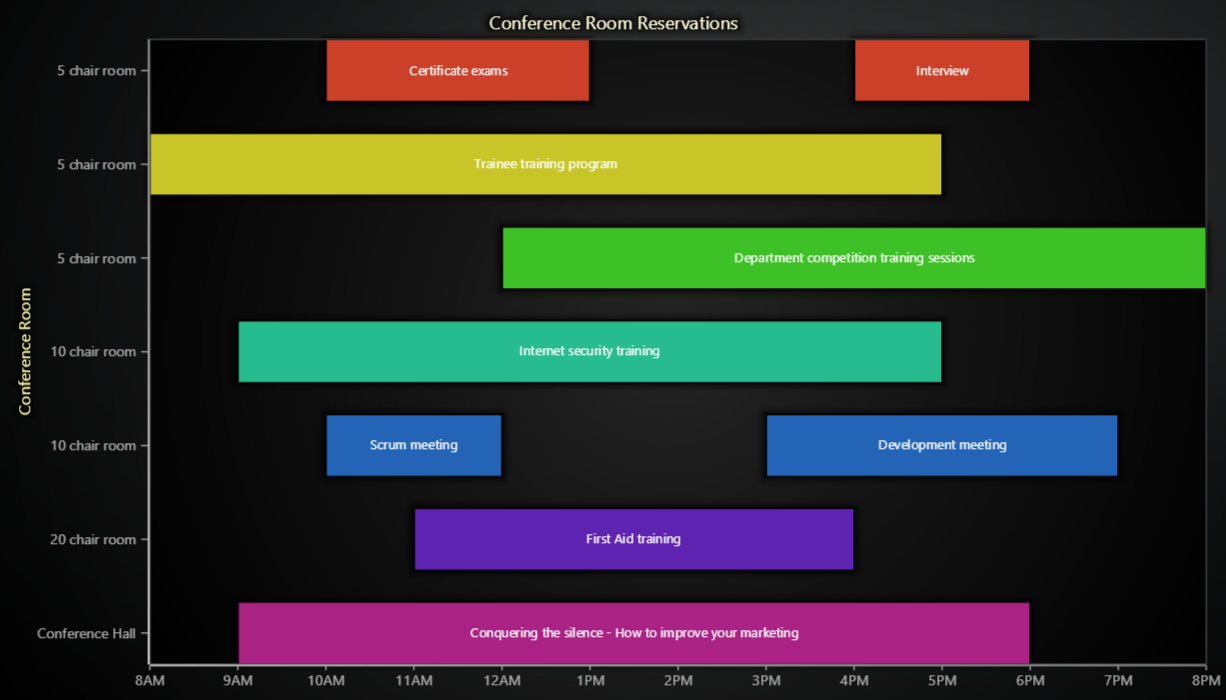 Conference Room Reservations
5 chair room
Certificate exams
Interview
5 chair room
Trainee training program
5 chair room
Department competition training sessions
Conference Room
10 chair room
Internet security training
10 chair room
Scrum meeting
Development meeting
20 chair room
First Aid training
Conference Hall
Conquering the silence - How to improve your marketing
8AM 9AM 10AM 11AM 12AM 1PM 2PM 3PM 4PM 5PM 6PM 7PM 8PM